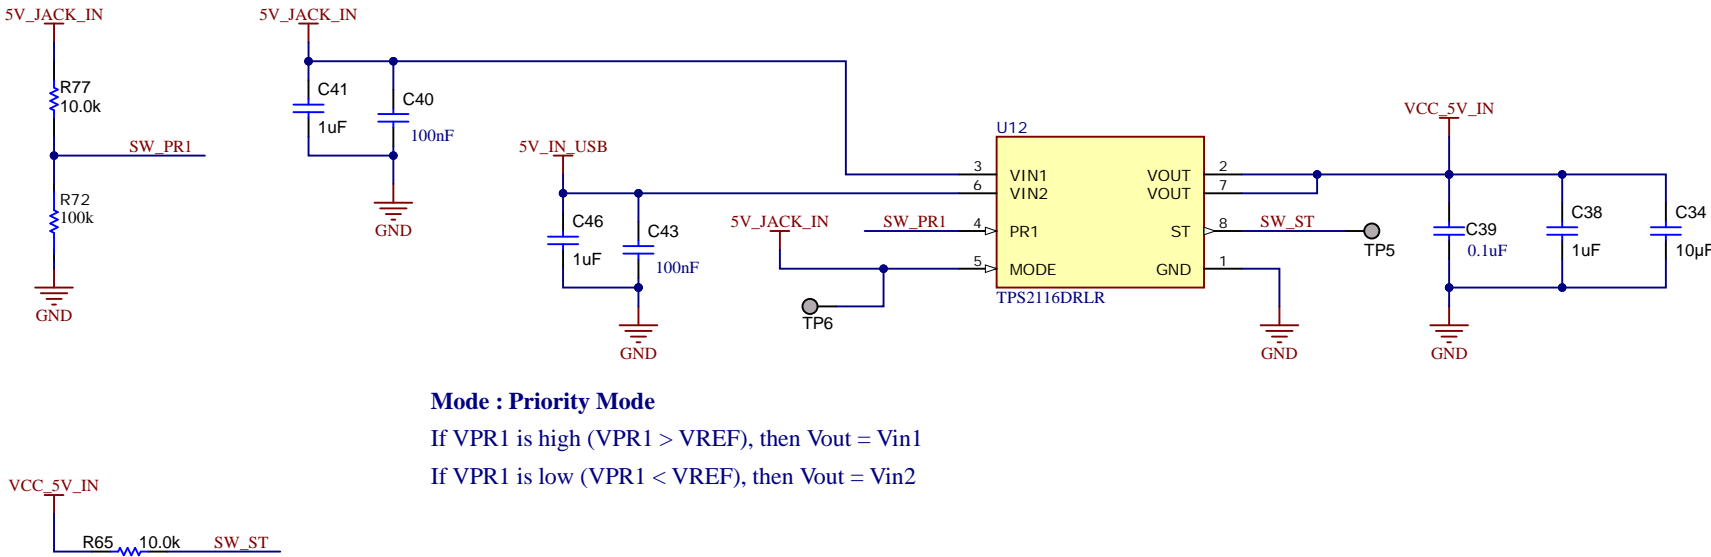 5V_JACK_IN
R77
10.0k
SW_PR1
R72
100k
GND
5V_JACK_IN
C41
1uF
C40
100nF
GND
5V_IN_USB
C46
1uF
C43
100nF
GND
5V_JACK_IN
SW_PR1
TP6
U12
3 VIN1 VOUT 2
6 VIN2 VOUT 7
4 PR1 ST 8
5 MODE GND 1
TPS2116DRLR
SW_ST
TP5
GND
VCC_5V_IN
C39
0.1uF
C38
1uF
C34
10µF
GND
Mode : Priority Mode
If VPR1 is high (VPR1 > VREF), then Vout = Vin1
If VPR1 is low (VPR1 < VREF), then Vout = Vin2
VCC_5V_IN
R65 10.0k SW_ST